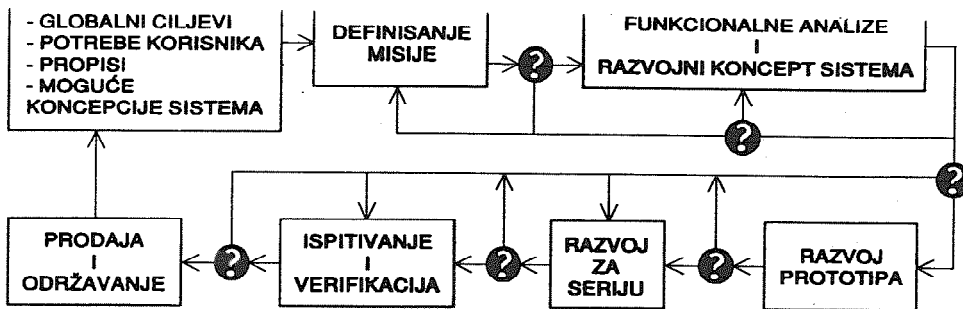 - GLOBALNI CILJEVI
- POTREBE KORISNIKA
- PROPISI
- MOGUĆE
KONCEPCIJE SISTEMA
DEFINISANJE
MISIJE
?
FUNKCIONALNE ANALIZE
I
RAZVOJNI KONCEPT SISTEMA
?
?
PRODAJA
I
ODRŽAVANJE
?
ISPITIVANJE
I
VERIFIKACIJA
?
RAZVOJ
ZA
SERIJU
?
RAZVOJ
PROTOTIPA